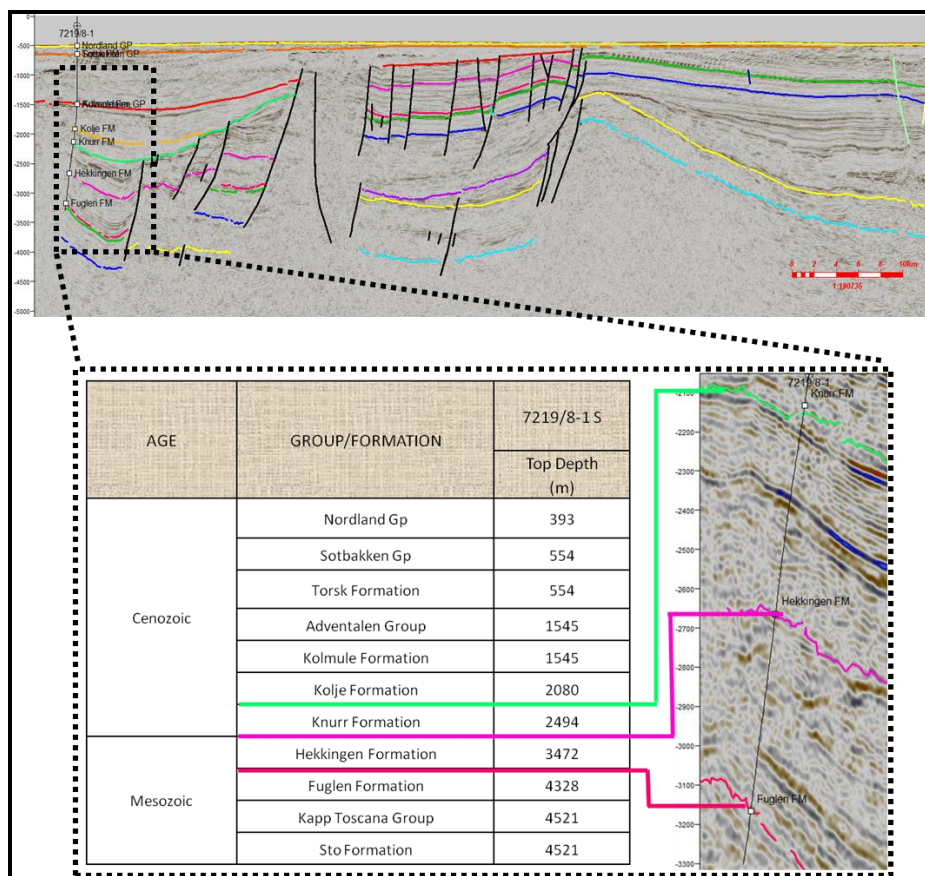 7219/8-1
Nordland GP
Torsk FM
Adventalen GP
Kolje FM
Knurr FM
Hekkingen FM
Fuglen FM
-500
-1000
-1500
-2000
-2500
-3000
-3500
-4000
-4500
-5000
0 2 4 6 8 10km
1:190735
AGE
GROUP/FORMATION
7219/8-1 S
Top Depth
(m)
Cenozoic
Nordland Gp 393
Sotbakken Gp 554
Torsk Formation 554
Adventalen Group 1545
Kolmule Formation 1545
Kolje Formation 2080
Knurr Formation 2494
Mesozoic
Hekkingen Formation 3472
Fuglen Formation 4328
Kapp Toscana Group 4521
Sto Formation 4521
7219/8-1
Knurr FM
Hekkingen FM
Fuglen FM
-2100
-2200
-2300
-2400
-2500
-2600
-2700
-2800
-2900
-3000
-3100
-3200
-3300